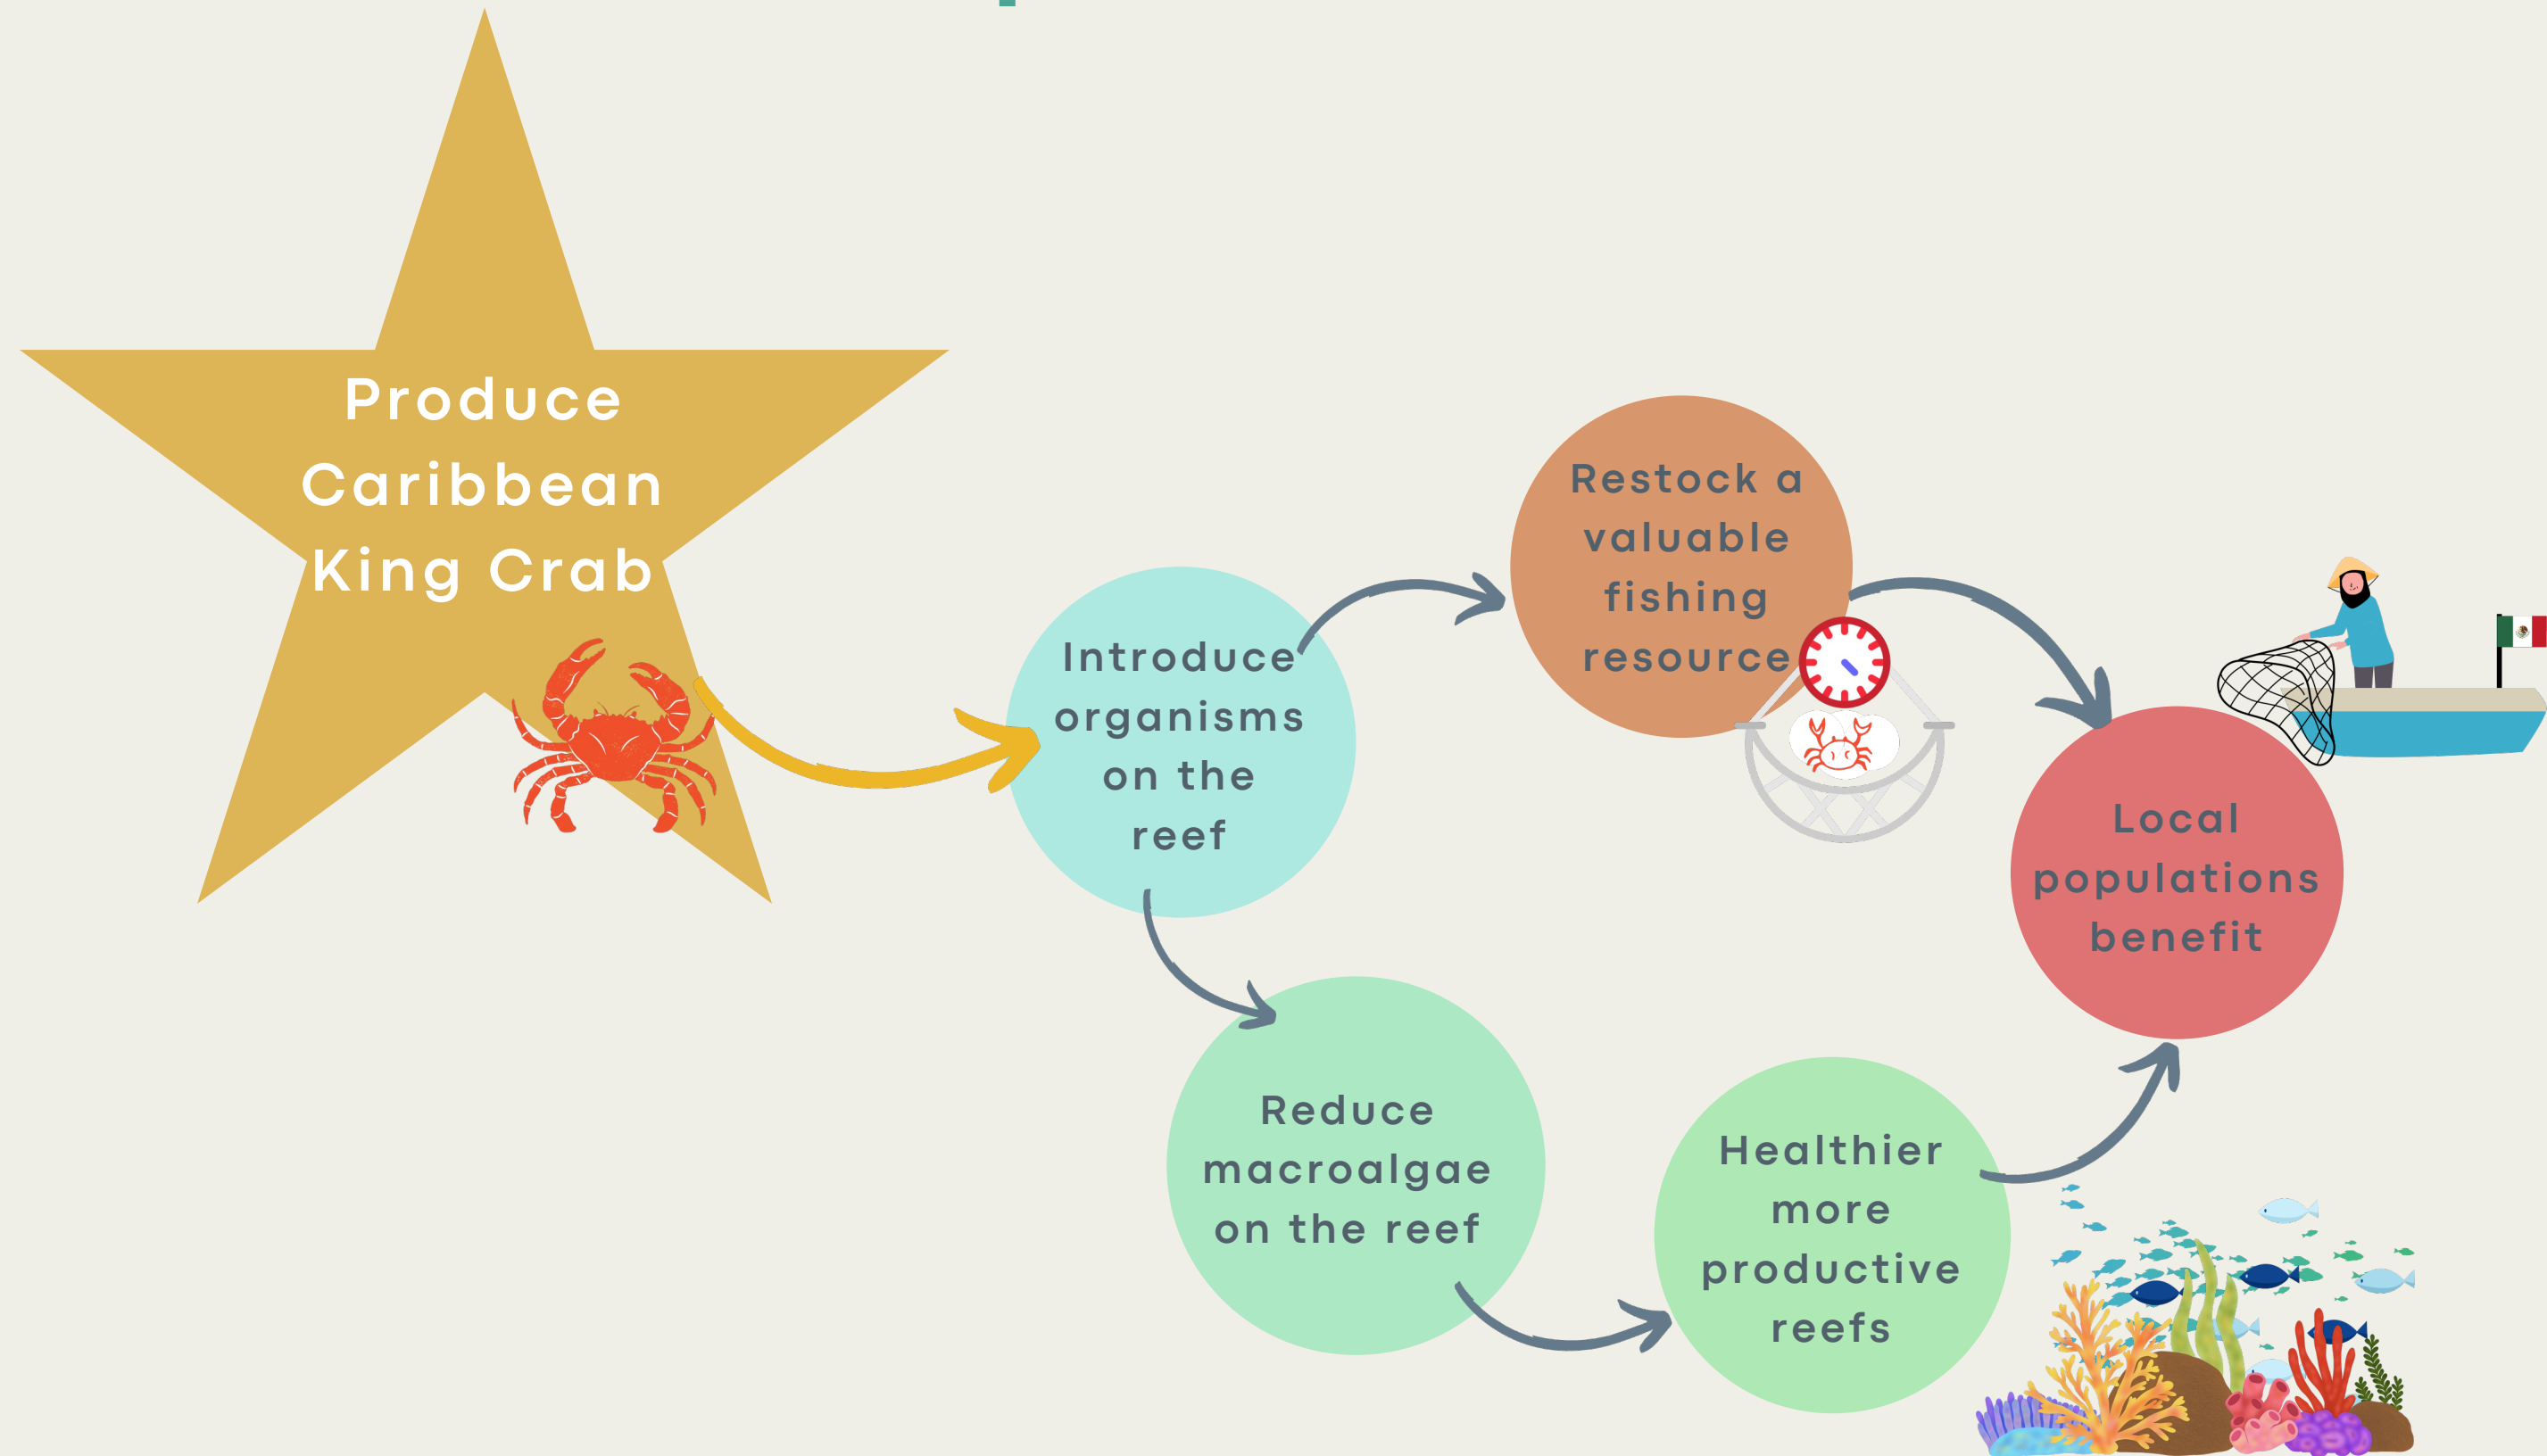 Produce
Caribbean
King Crab
Introduce
organisms
on the
reef
Restock a
valuable
fishing
resource
Local
populations
benefit
Reduce
macroalgae
on the reef
Healthier
more
productive
reefs